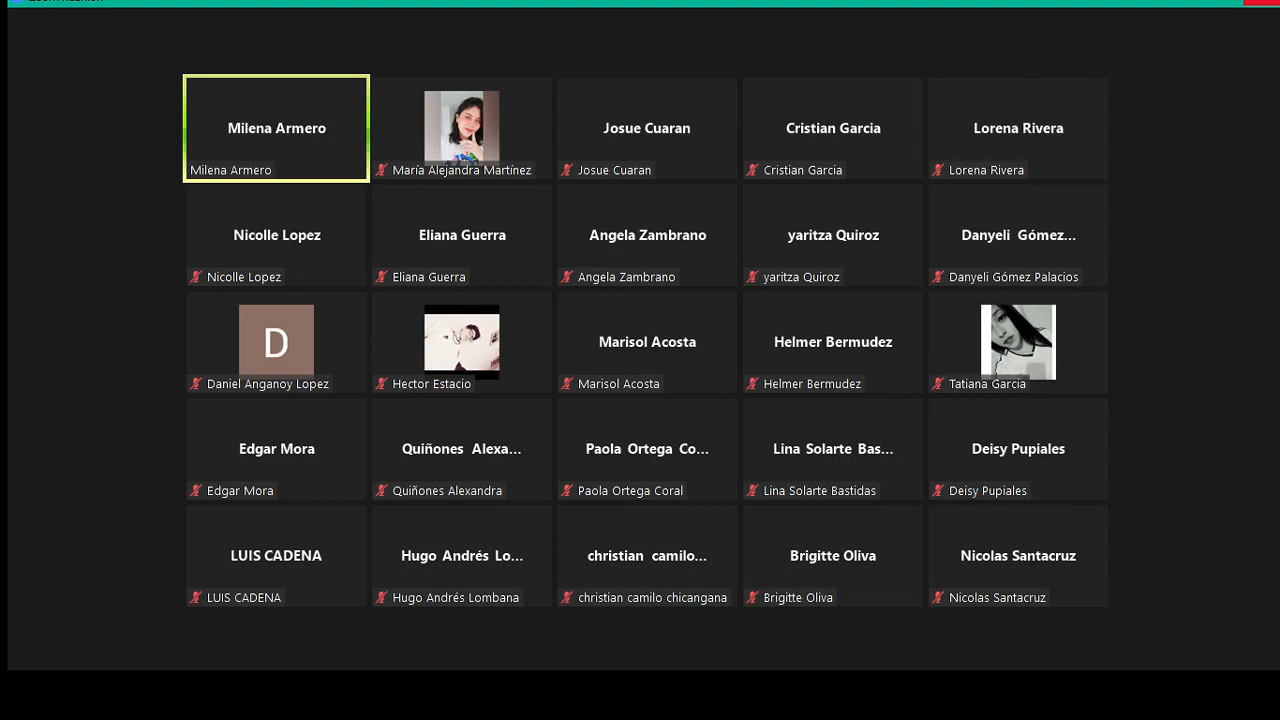 Zoom Reunión
Milena Armero
Josue Cuaran
Cristian Garcia
Lorena Rivera
Milena Armero
María Alejandra Martínez
Josue Cuaran
Cristian Garcia
Lorena Rivera
Nicolle Lopez
Eliana Guerra
Angela Zambrano
yaritza Quiroz
Danyeli Gómez...
Nicolle Lopez
Eliana Guerra
Angela Zambrano
yaritza Quiroz
Danyeli Gómez Palacios
D
Marisol Acosta
Helmer Bermudez
Daniel Anganoy Lopez
Hector Estacio
Marisol Acosta
Helmer Bermudez
Tatiana Garcia
Edgar Mora
Quiñones Alexa...
Paola Ortega Co...
Lina Solarte Bas...
Deisy Pupiales
Edgar Mora
Quiñones Alexandra
Paola Ortega Coral
Lina Solarte Bastidas
Deisy Pupiales
LUIS CADENA
Hugo Andrés Lo...
christian camilo...
Brigitte Oliva
Nicolas Santacruz
LUIS CADENA
Hugo Andrés Lombana
christian camilo chicangana
Brigitte Oliva
Nicolas Santacruz